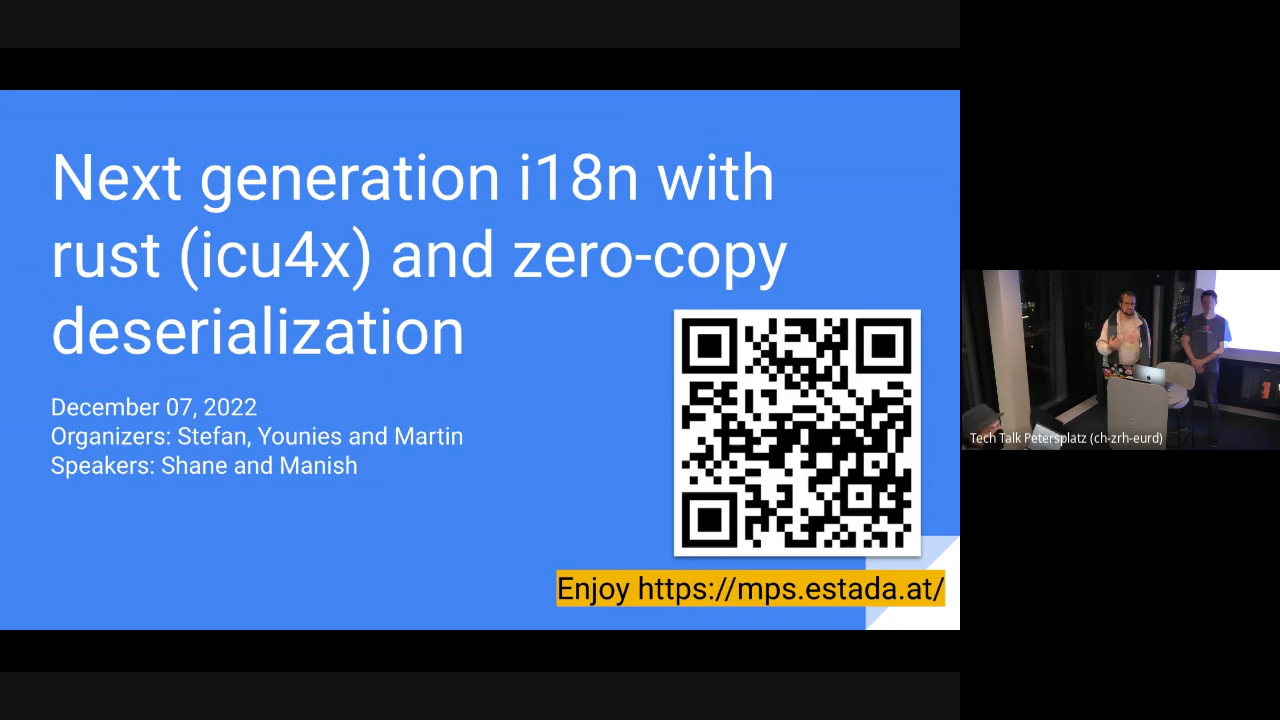 Next generation i18n with
rust (icu4x) and zero-copy
deserialization
December 07, 2022
Organizers: Stefan, Younies and Martin
Speakers: Shane and Manish
Enjoy https://mps.estada.at/
Tech Talk Petersplatz (ch-zrh-eurd)